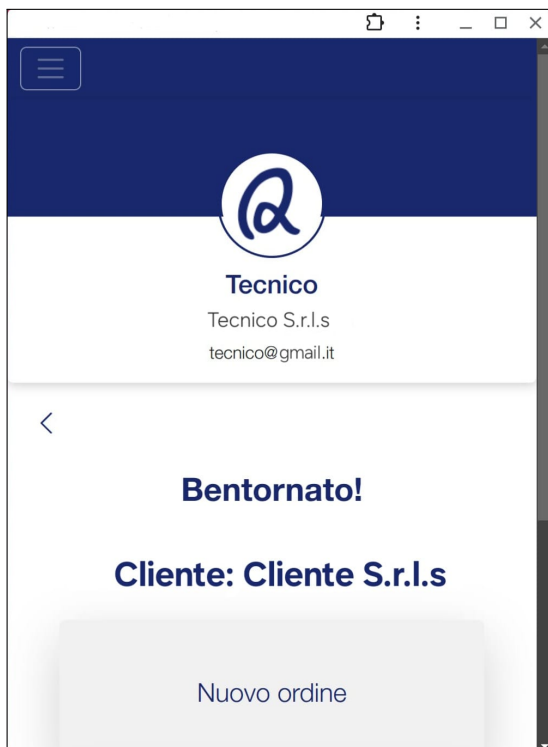 Tecnico
Tecnico S.r.l.s
tecnico@gmail.it
Bentornato!
Cliente: Cliente S.r.l.s
Nuovo ordine